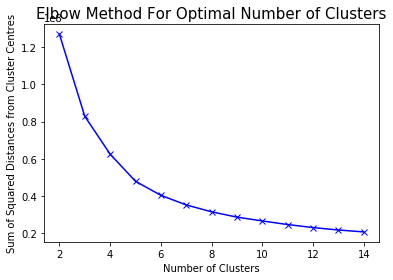 Elbow Method For Optimal Number of Clusters
1.2
1.0
0.8
0.6
0.4
0.2
Sum of Squared Distances from Cluster Centres
2 4 6 8 10 12 14
Number of Clusters